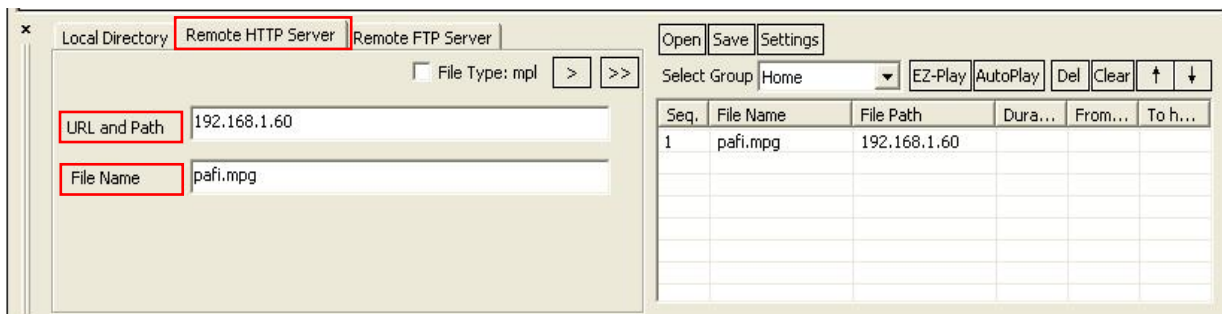 x
Local Directory Remote HTTP Server Remote FTP Server
File Type: mpl > >>
URL and Path 192.168.1.60
File Name pafi.mpg
Open Save Settings
Select Group Home EZ-Play AutoPlay Del Clear ↑ ↓
Seq. File Name File Path Dura... From... To h...
1 pafi.mpg 192.168.1.60